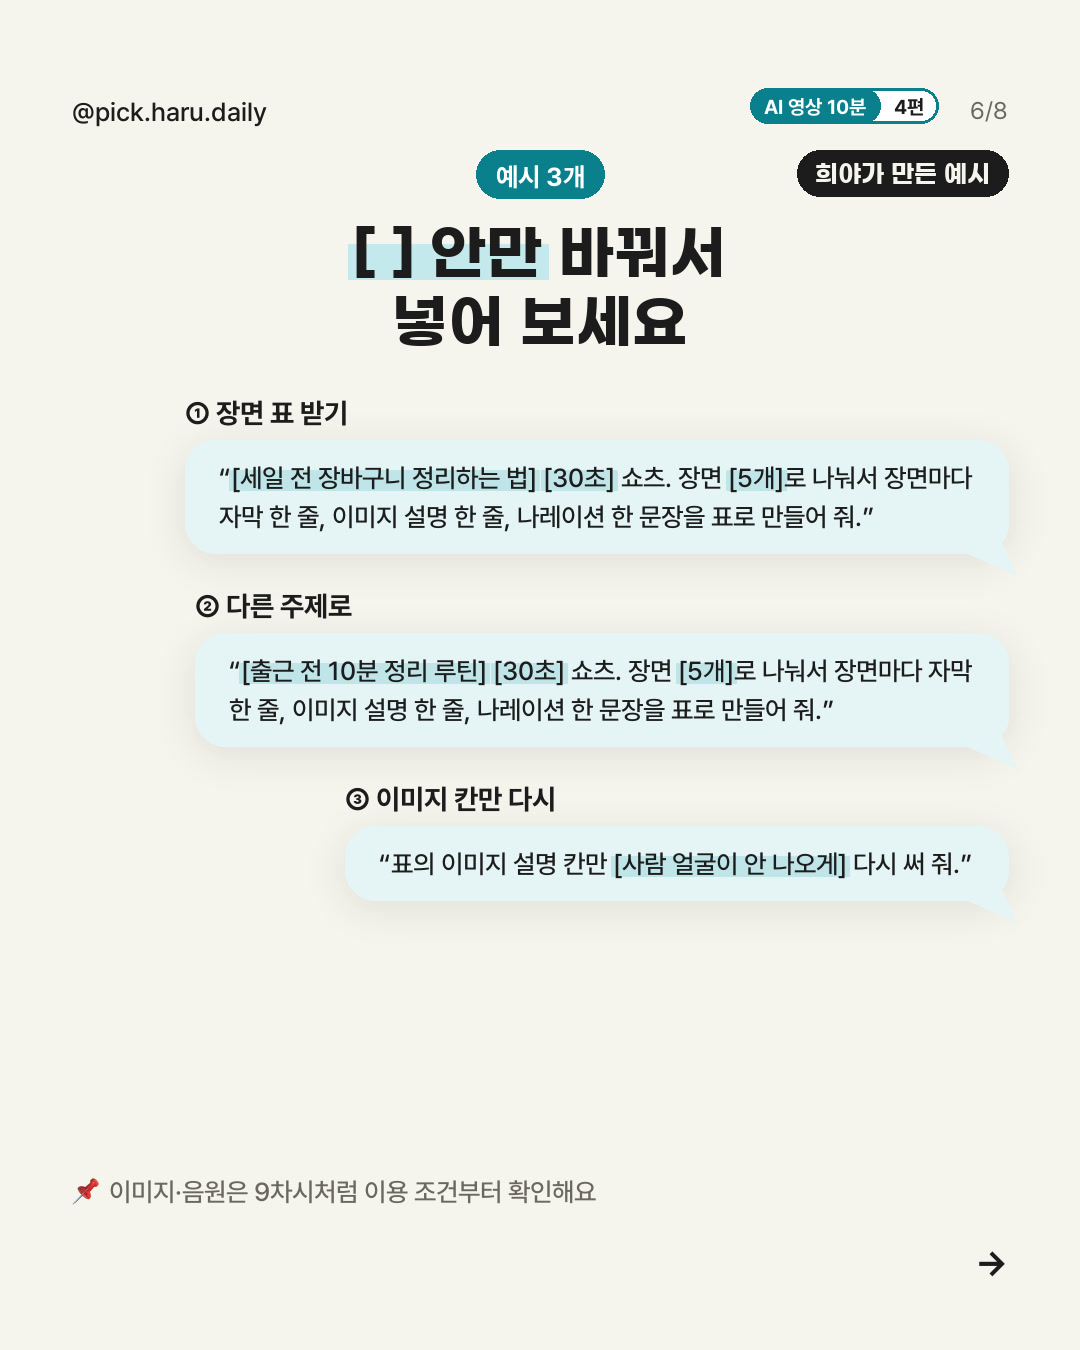 @pick.haru.daily
AI 영상 10분 4편 6/8
예시 3개
희야가 만든 예시
[ ] 안만 바꿔서
넣어 보세요
① 장면 표 받기
“[세일 전 장바구니 정리하는 법] [30초] 쇼츠. 장면 [5개]로 나눠서 장면마다
자막 한 줄, 이미지 설명 한 줄, 나레이션 한 문장을 표로 만들어 줘.”
② 다른 주제로
“[출근 전 10분 정리 루틴] [30초] 쇼츠. 장면 [5개]로 나눠서 장면마다 자막
한 줄, 이미지 설명 한 줄, 나레이션 한 문장을 표로 만들어 줘.”
③ 이미지 칸만 다시
“표의 이미지 설명 칸만 [사람 얼굴이 안 나오게] 다시 써 줘.”
📌 이미지·음원은 9차시처럼 이용 조건부터 확인해요
→